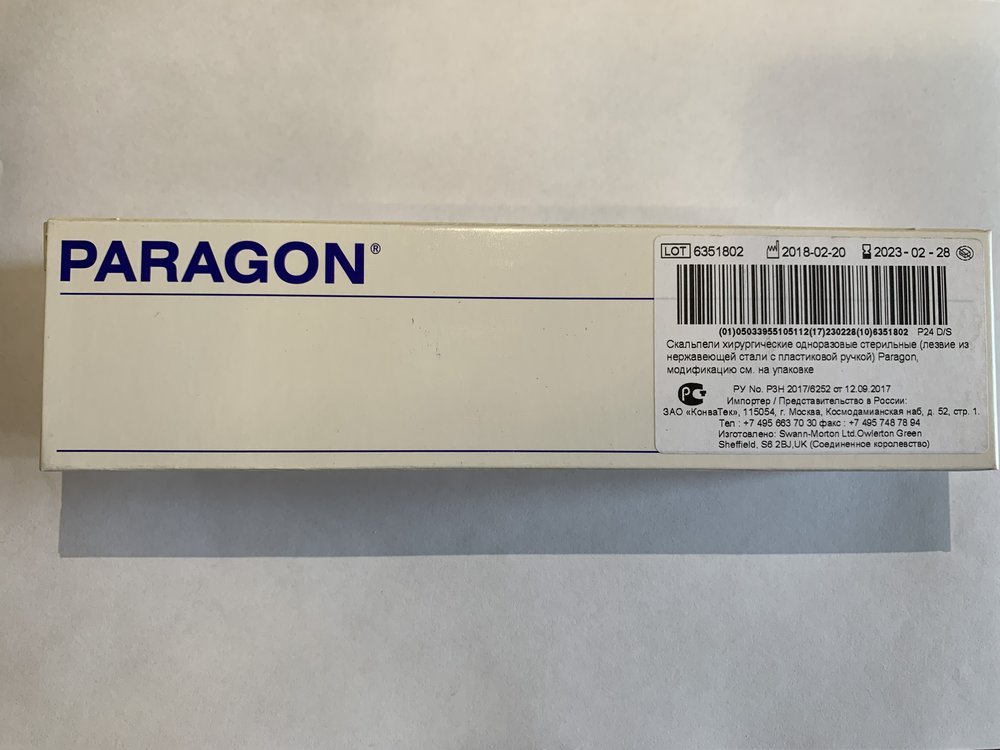 PARAGON®
LOT 6351802 2018-02-20 2023-02-28
(01)05033955105112(17)230228(10)6351802 P24 D/S
Скальпели хирургические одноразовые стерильные (лезвие из
нержавеющей стали с пластиковой ручкой) Paragon,
модификацию см. на упаковке
РУ No. РЗН 2017/6252 от 12.09.2017
Импортер / Представительство в России:
ЗАО «КонваТек», 115054, г. Москва, Космодамианская наб, д. 52, стр. 1.
Тел : +7 495 663 70 30 факс : +7 495 748 78 94
Изготовлено: Swann-Morton Ltd.Owlerton Green
Sheffield, S6 2BJ,UK (Соединенное королевство)